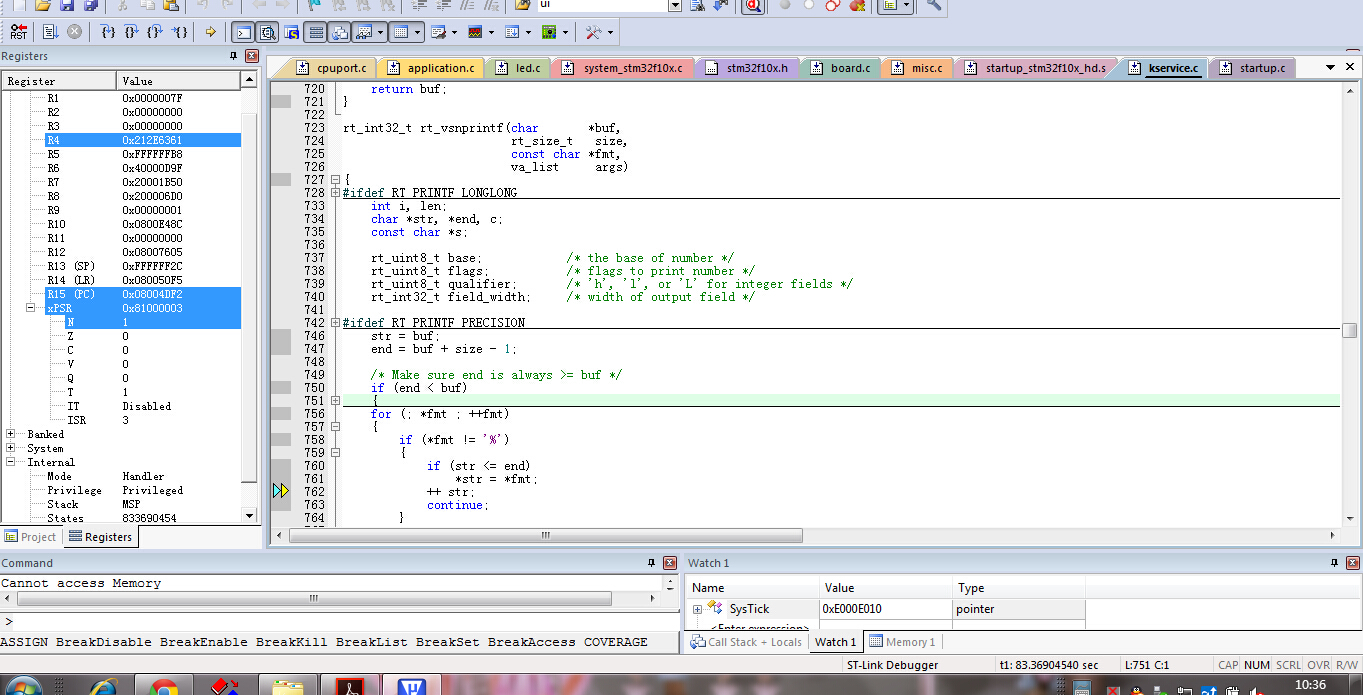 ui
RST
Registers
Register Value
R1 0x0000007F
R2 0x00000000
R3 0x00000000
R4 0x212E6361
R5 0xFFFFFFB8
R6 0x40000D9F
R7 0x20001B50
R8 0x200006D0
R9 0x00000001
R10 0x0800E48C
R11 0x00000000
R12 0x08007605
R13 (SP) 0xFFFFFF2C
R14 (LR) 0x080050F5
R15 (PC) 0x08004DF2
xPSR 0x81000003
N 1
Z 0
C 0
V 0
Q 0
T 1
IT Disabled
ISR 3
Banked
System
Internal
Mode Handler
Privilege Privileged
Stack MSP
States 833690454
Project Registers
cpuport.c application.c led.c system_stm32f10x.c stm32f10x.h board.c misc.c startup_stm32f10x_hd.s kservice.c startup.c
720 return buf;
721 }
722
723 rt_int32_t rt_vsnprintf(char *buf,
724 rt_size_t size,
725 const char *fmt,
726 va_list args)
727 {
728 #ifdef RT_PRINTF_LONGLONG
733 int i, len;
734 char *str, *end, c;
735 const char *s;
736
737 rt_uint8_t base; /* the base of number */
738 rt_uint8_t flags; /* flags to print number */
739 rt_uint8_t qualifier; /* 'h', 'l', or 'L' for integer fields */
740 rt_int32_t field_width; /* width of output field */
741
742 #ifdef RT_PRINTF_PRECISION
746 str = buf;
747 end = buf + size - 1;
748
749 /* Make sure end is always >= buf */
750 if (end < buf)
751 {
756 for (; *fmt ; ++fmt)
757 {
758 if (*fmt != '%')
759 {
760 if (str <= end)
761 *str = *fmt;
762 ++ str;
763 continue;
764 }
Command
Cannot access Memory
>
ASSIGN BreakDisable BreakEnable BreakKill BreakList BreakSet BreakAccess COVERAGE
Watch 1
Name Value Type
SysTick 0xE000E010 pointer
<Enter expression>
Call Stack + Locals Watch 1 Memory 1
ST-Link Debugger t1: 83.36904540 sec L:751 C:1 CAP NUM SCRL OVR R/W
10:36